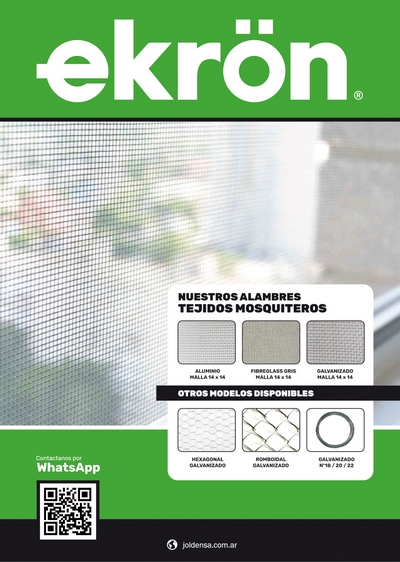 ekrön®
NUESTROS ALAMBRES
TEJIDOS MOSQUITEROS
ALUMINIO
MALLA 14 x 14
FIBREGLASS GRIS
MALLA 14 x 14
GALVANIZADO
MALLA 14 x 14
OTROS MODELOS DISPONIBLES
HEXAGONAL
GALVANIZADO
ROMBOIDAL
GALVANIZADO
GALVANIZADO
N°18 / 20 / 22
Contactanos por
WhatsApp
joldensa.com.ar